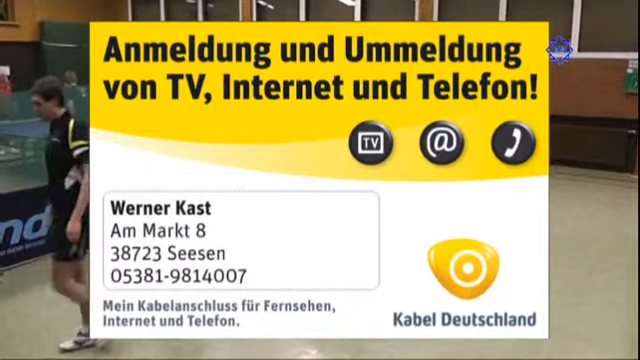 Anmeldung und Ummeldung
von TV, Internet und Telefon!
TV @
Werner Kast
Am Markt 8
38723 Seesen
05381-9814007
Mein Kabelanschluss für Fernsehen,
Internet und Telefon.
Kabel Deutschland